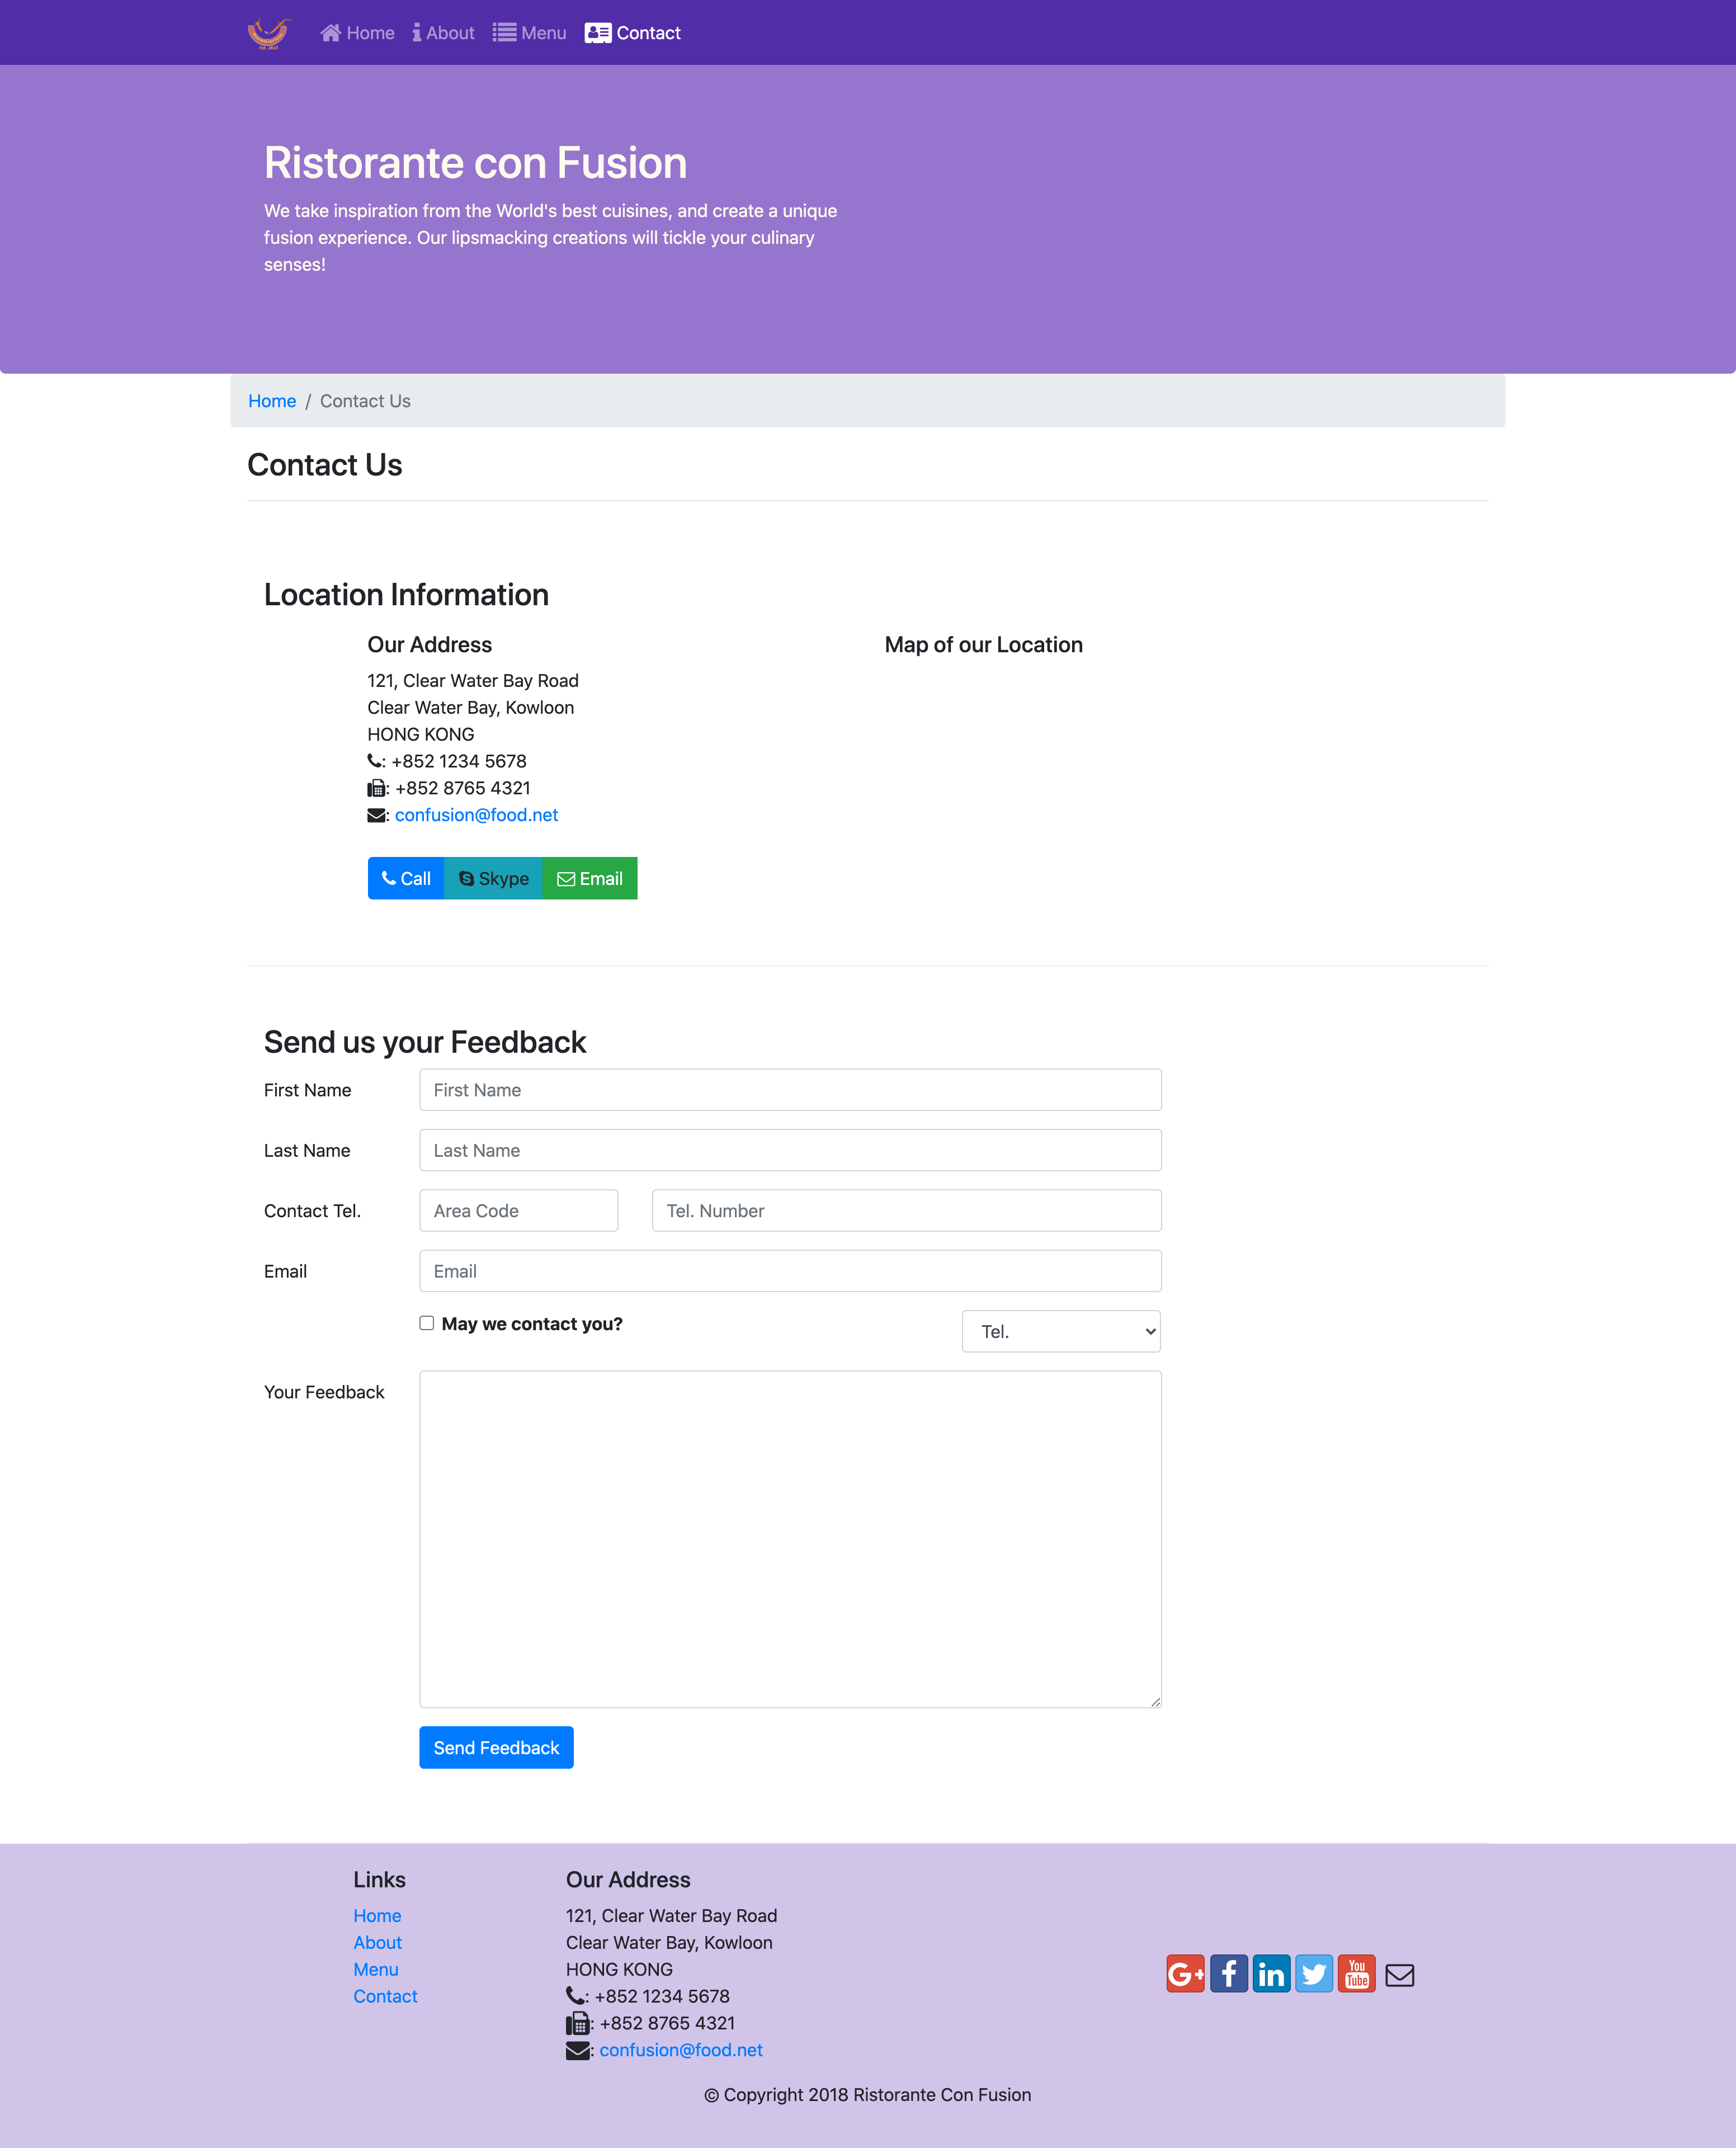 Home About Menu Contact
Ristorante con Fusion
We take inspiration from the World's best cuisines, and create a unique
fusion experience. Our lipsmacking creations will tickle your culinary
senses!
Home / Contact Us
Contact Us
Location Information
Our Address
121, Clear Water Bay Road
Clear Water Bay, Kowloon
HONG KONG
: +852 1234 5678
: +852 8765 4321
: confusion@food.net
Call Skype Email
Map of our Location
Send us your Feedback
First Name First Name
Last Name Last Name
Contact Tel. Area Code Tel. Number
Email Email
May we contact you? Tel.
Your Feedback
Send Feedback
Links
Home
About
Menu
Contact
Our Address
121, Clear Water Bay Road
Clear Water Bay, Kowloon
HONG KONG
: +852 1234 5678
: +852 8765 4321
: confusion@food.net
G+ f in You Tube
© Copyright 2018 Ristorante Con Fusion